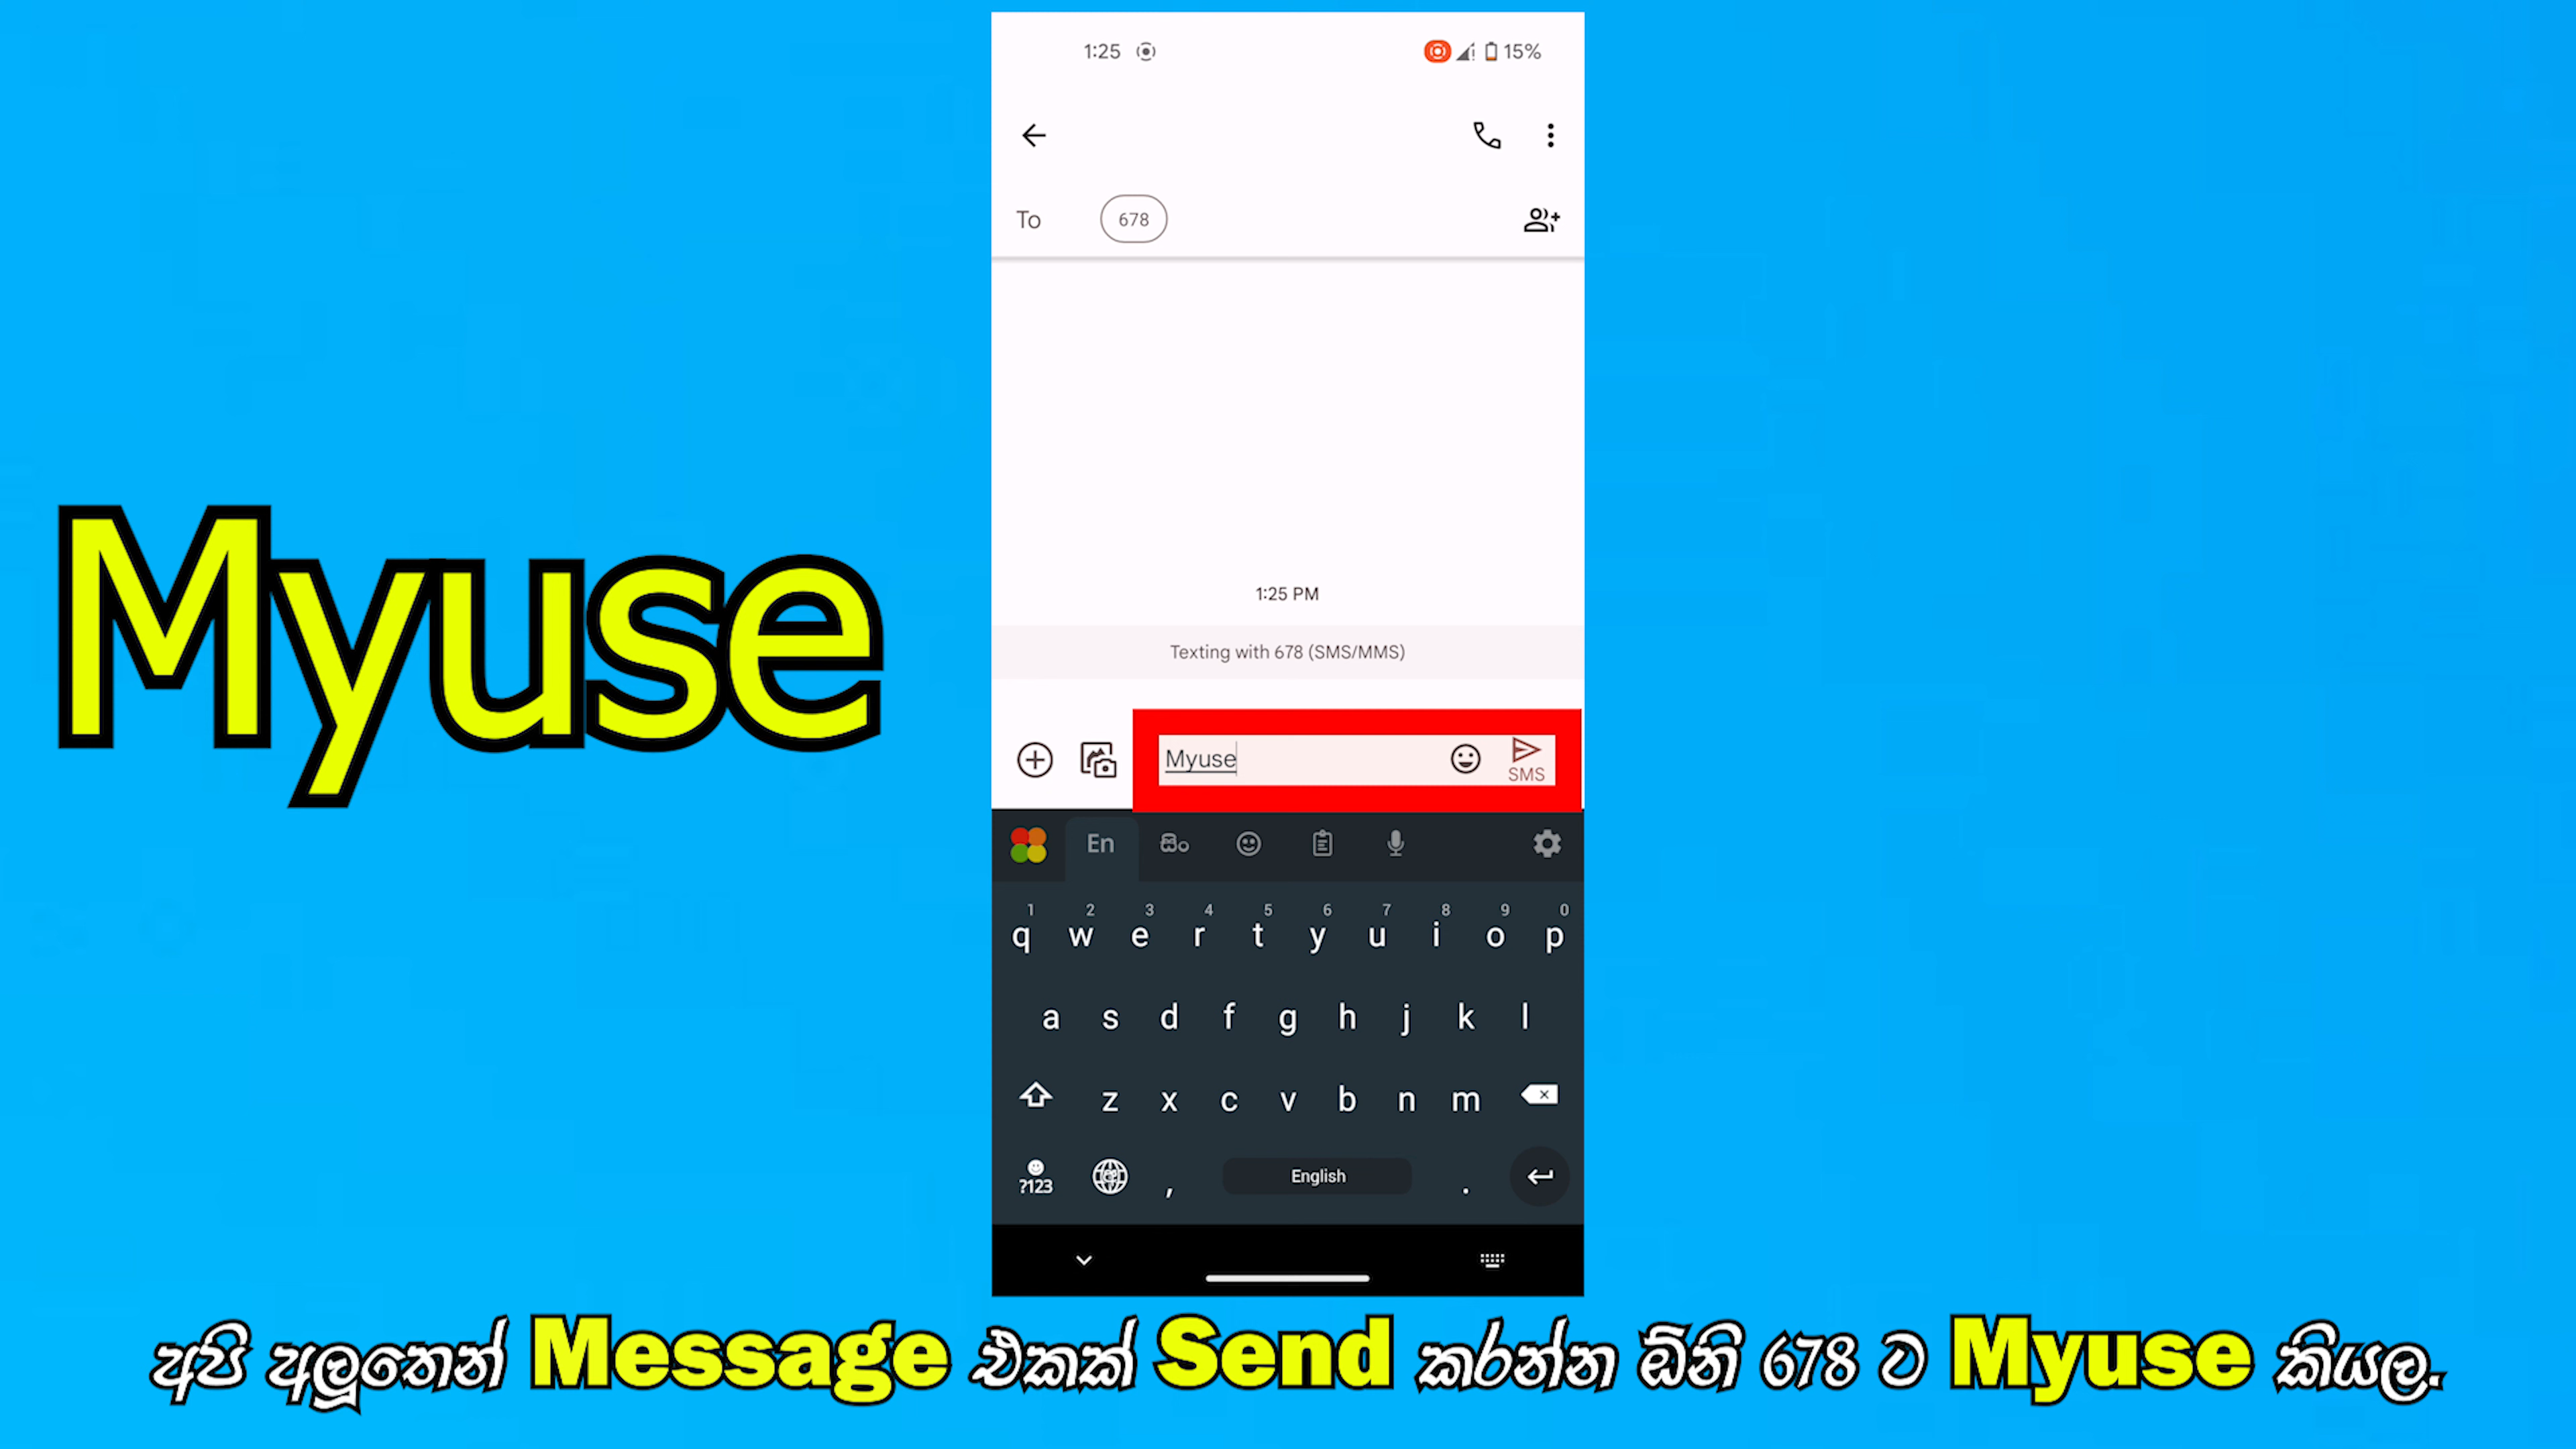 1:25
15%
To 678
Myuse
1:25 PM
Texting with 678 (SMS/MMS)
Myuse
SMS
En
1 2 3 4 5 6 7 8 9 0
q w e r t y u i o p
a s d f g h j k l
z x c v b n m
?123 , English .
අපි අලුතෙන් Message එකක් Send කරන්න ඕනි 678 ට Myuse කියල.